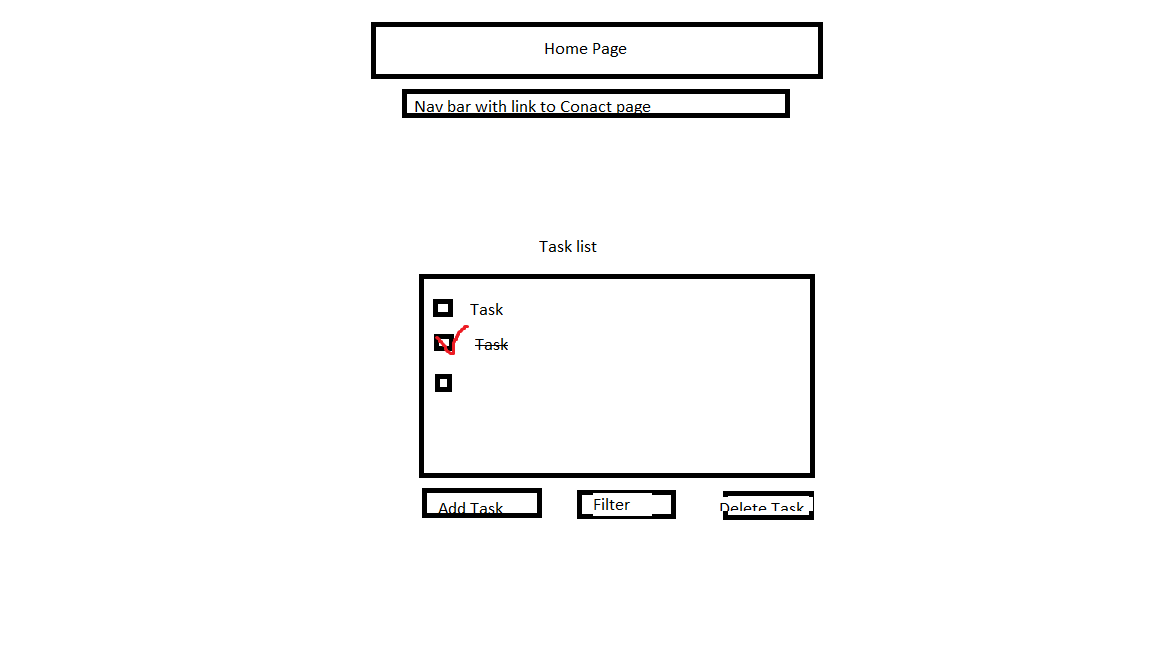 Home Page
Nav bar with link to Conact page
Task list
Task
Task
Add Task
Filter
Delete Task